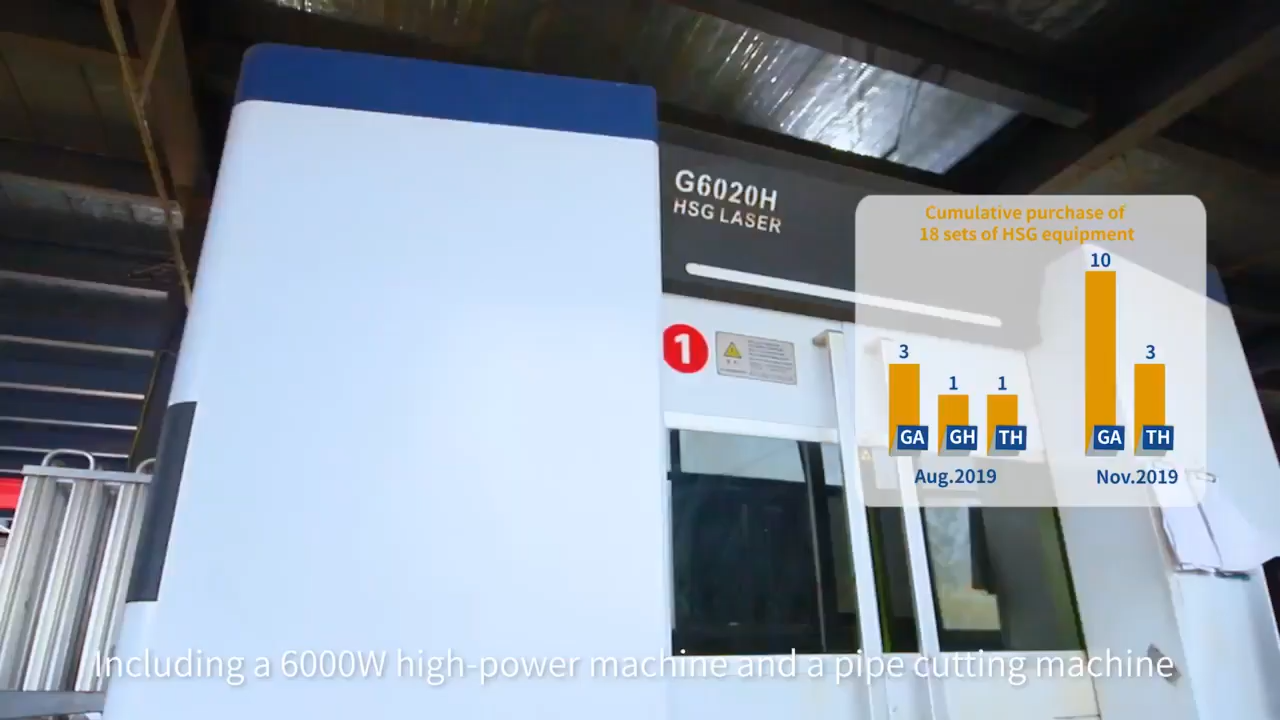 G6020H
HSG LASER
1
Cumulative purchase of
18 sets of HSG equipment
10
3
3
1
1
GA
GH
TH
GA
TH
Aug.2019
Nov.2019
Including a 6000W high-power machine and a pipe cutting machine